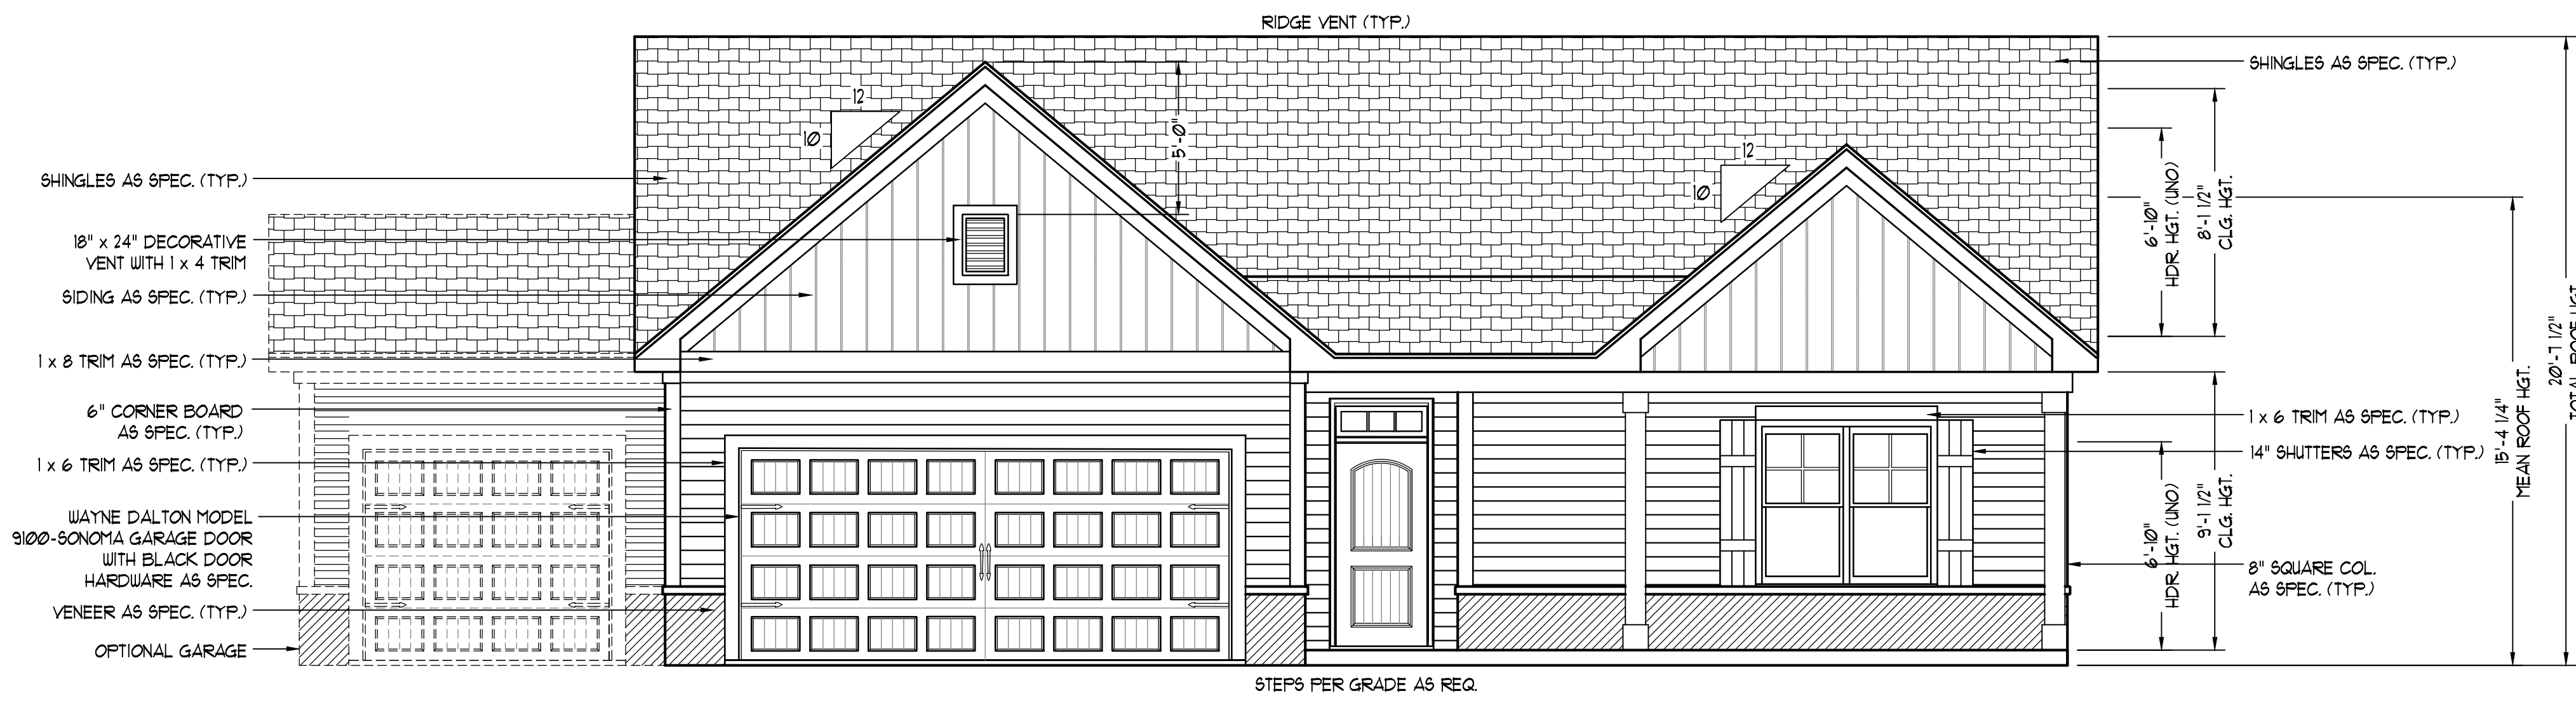 RIDGE VENT (TYP.)
SHINGLES AS SPEC. (TYP.)
12
10
5'-0"
12
10
SHINGLES AS SPEC. (TYP.)
18" x 24" DECORATIVE
VENT WITH 1 x 4 TRIM
SIDING AS SPEC. (TYP.)
1 x 8 TRIM AS SPEC. (TYP.)
6" CORNER BOARD
AS SPEC. (TYP.)
1 x 6 TRIM AS SPEC. (TYP.)
WAYNE DALTON MODEL
9100-SONOMA GARAGE DOOR
WITH BLACK DOOR
HARDWARE AS SPEC.
VENEER AS SPEC. (TYP.)
OPTIONAL GARAGE
6'-10"
HDR. HGT. (UNO)
8'-1 1/2"
CLG. HGT.
1 x 6 TRIM AS SPEC. (TYP.)
14" SHUTTERS AS SPEC. (TYP.)
6'-10"
HDR. HGT. (UNO)
9'-1 1/2"
CLG. HGT.
8" SQUARE COL.
AS SPEC. (TYP.)
15'-4 1/4"
MEAN ROOF HGT.
20'-7 1/2"
TOTAL ROOF HGT.
STEPS PER GRADE AS REQ.